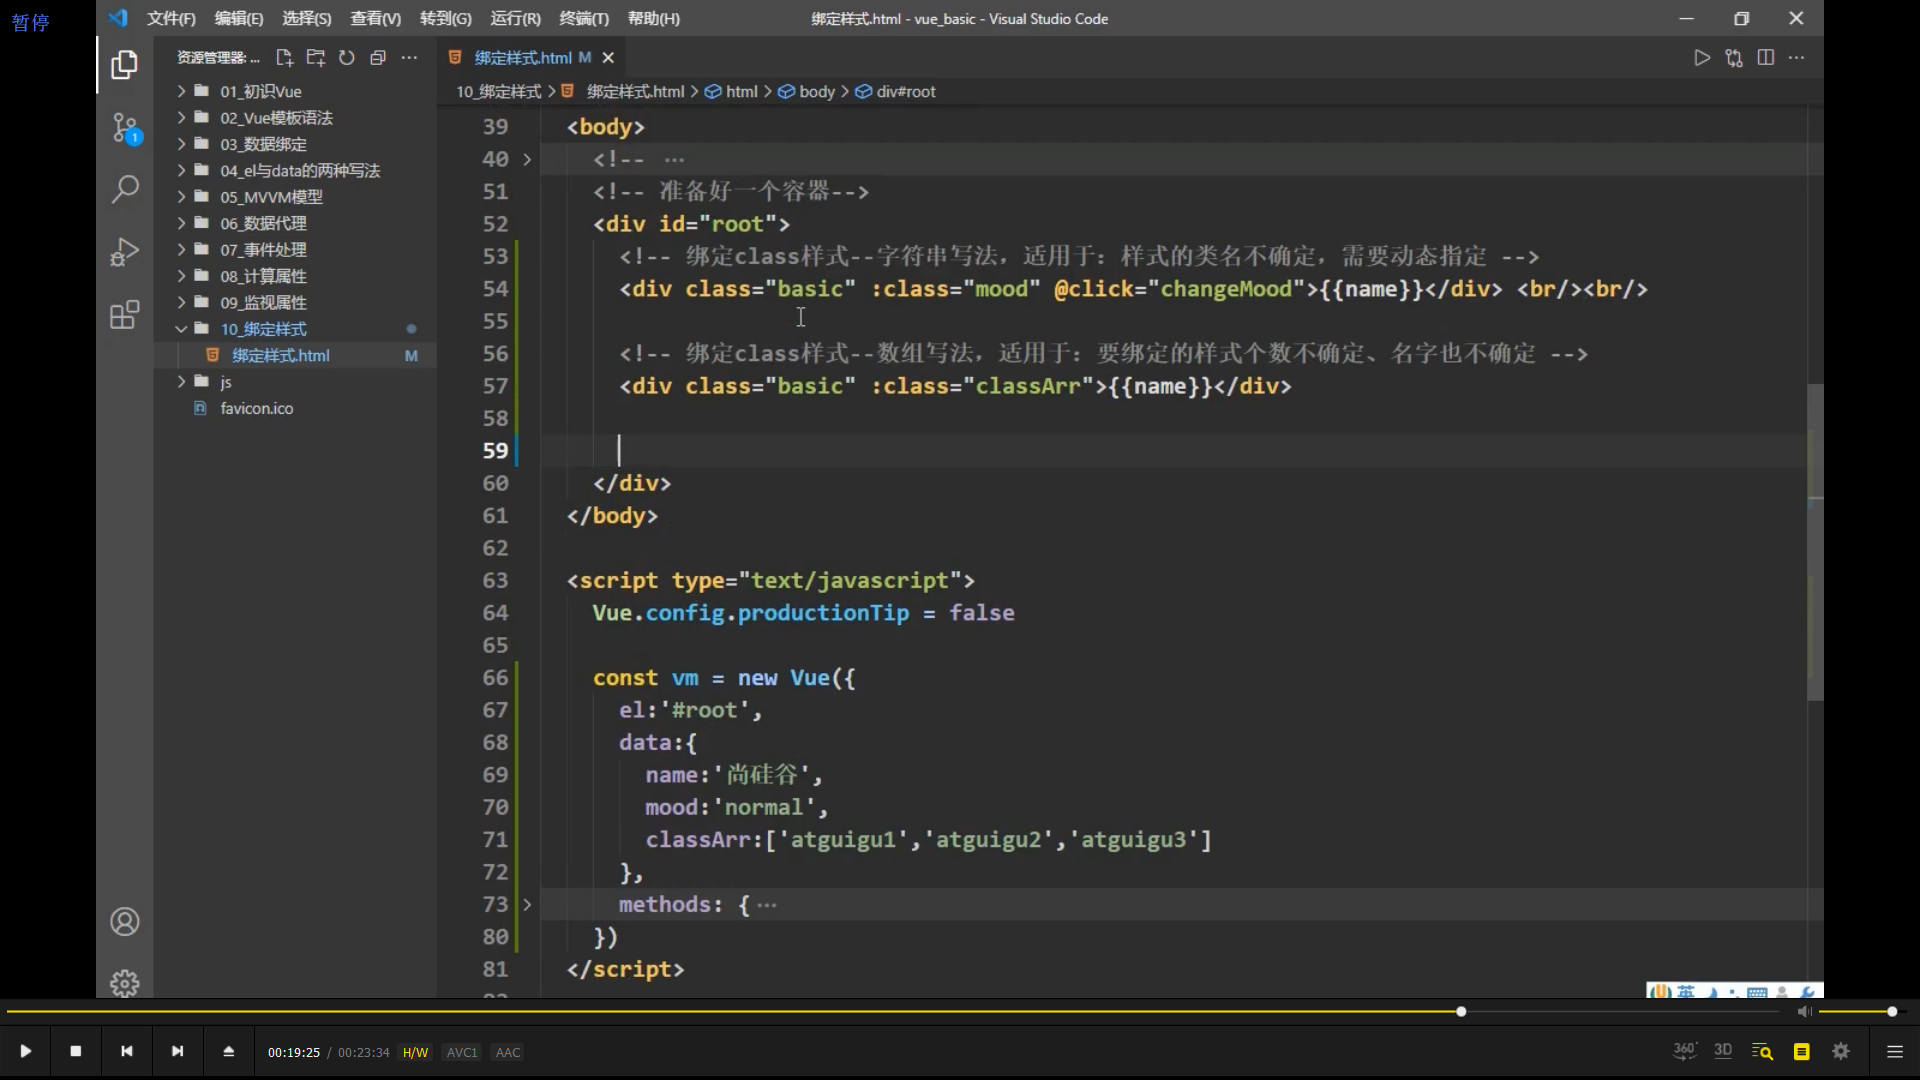 暂停
文件(F) 编辑(E) 选择(S) 查看(V) 转到(G) 运行(R) 终端(T) 帮助(H) 绑定样式.html - vue_basic - Visual Studio Code
资源管理器: ...
绑定样式.html M
10_绑定样式 > 绑定样式.html > html > body > div#root
01_初识Vue
02_Vue模板语法
03_数据绑定
04_el与data的两种写法
05_MVVM模型
06_数据代理
07_事件处理
08_计算属性
09_监视属性
10_绑定样式
绑定样式.html M
js
favicon.ico
1
39 <body>
40 <!-- ...
51 <!-- 准备好一个容器-->
52 <div id="root">
53 <!-- 绑定class样式--字符串写法，适用于：样式的类名不确定，需要动态指定 -->
54 <div class="basic" :class="mood" @click="changeMood">{{name}}</div> <br/><br/>
55
56 <!-- 绑定class样式--数组写法，适用于：要绑定的样式个数不确定、名字也不确定 -->
57 <div class="basic" :class="classArr">{{name}}</div>
58
59
60 </div>
61 </body>
62
63 <script type="text/javascript">
64 Vue.config.productionTip = false
65
66 const vm = new Vue({
67 el:'#root',
68 data:{
69 name:'尚硅谷',
70 mood:'normal',
71 classArr:['atguigu1','atguigu2','atguigu3']
72 },
73 methods: { ...
80 })
81 </script>
英
00:19:25 / 00:23:34 H/W AVC1 AAC
360° 3D